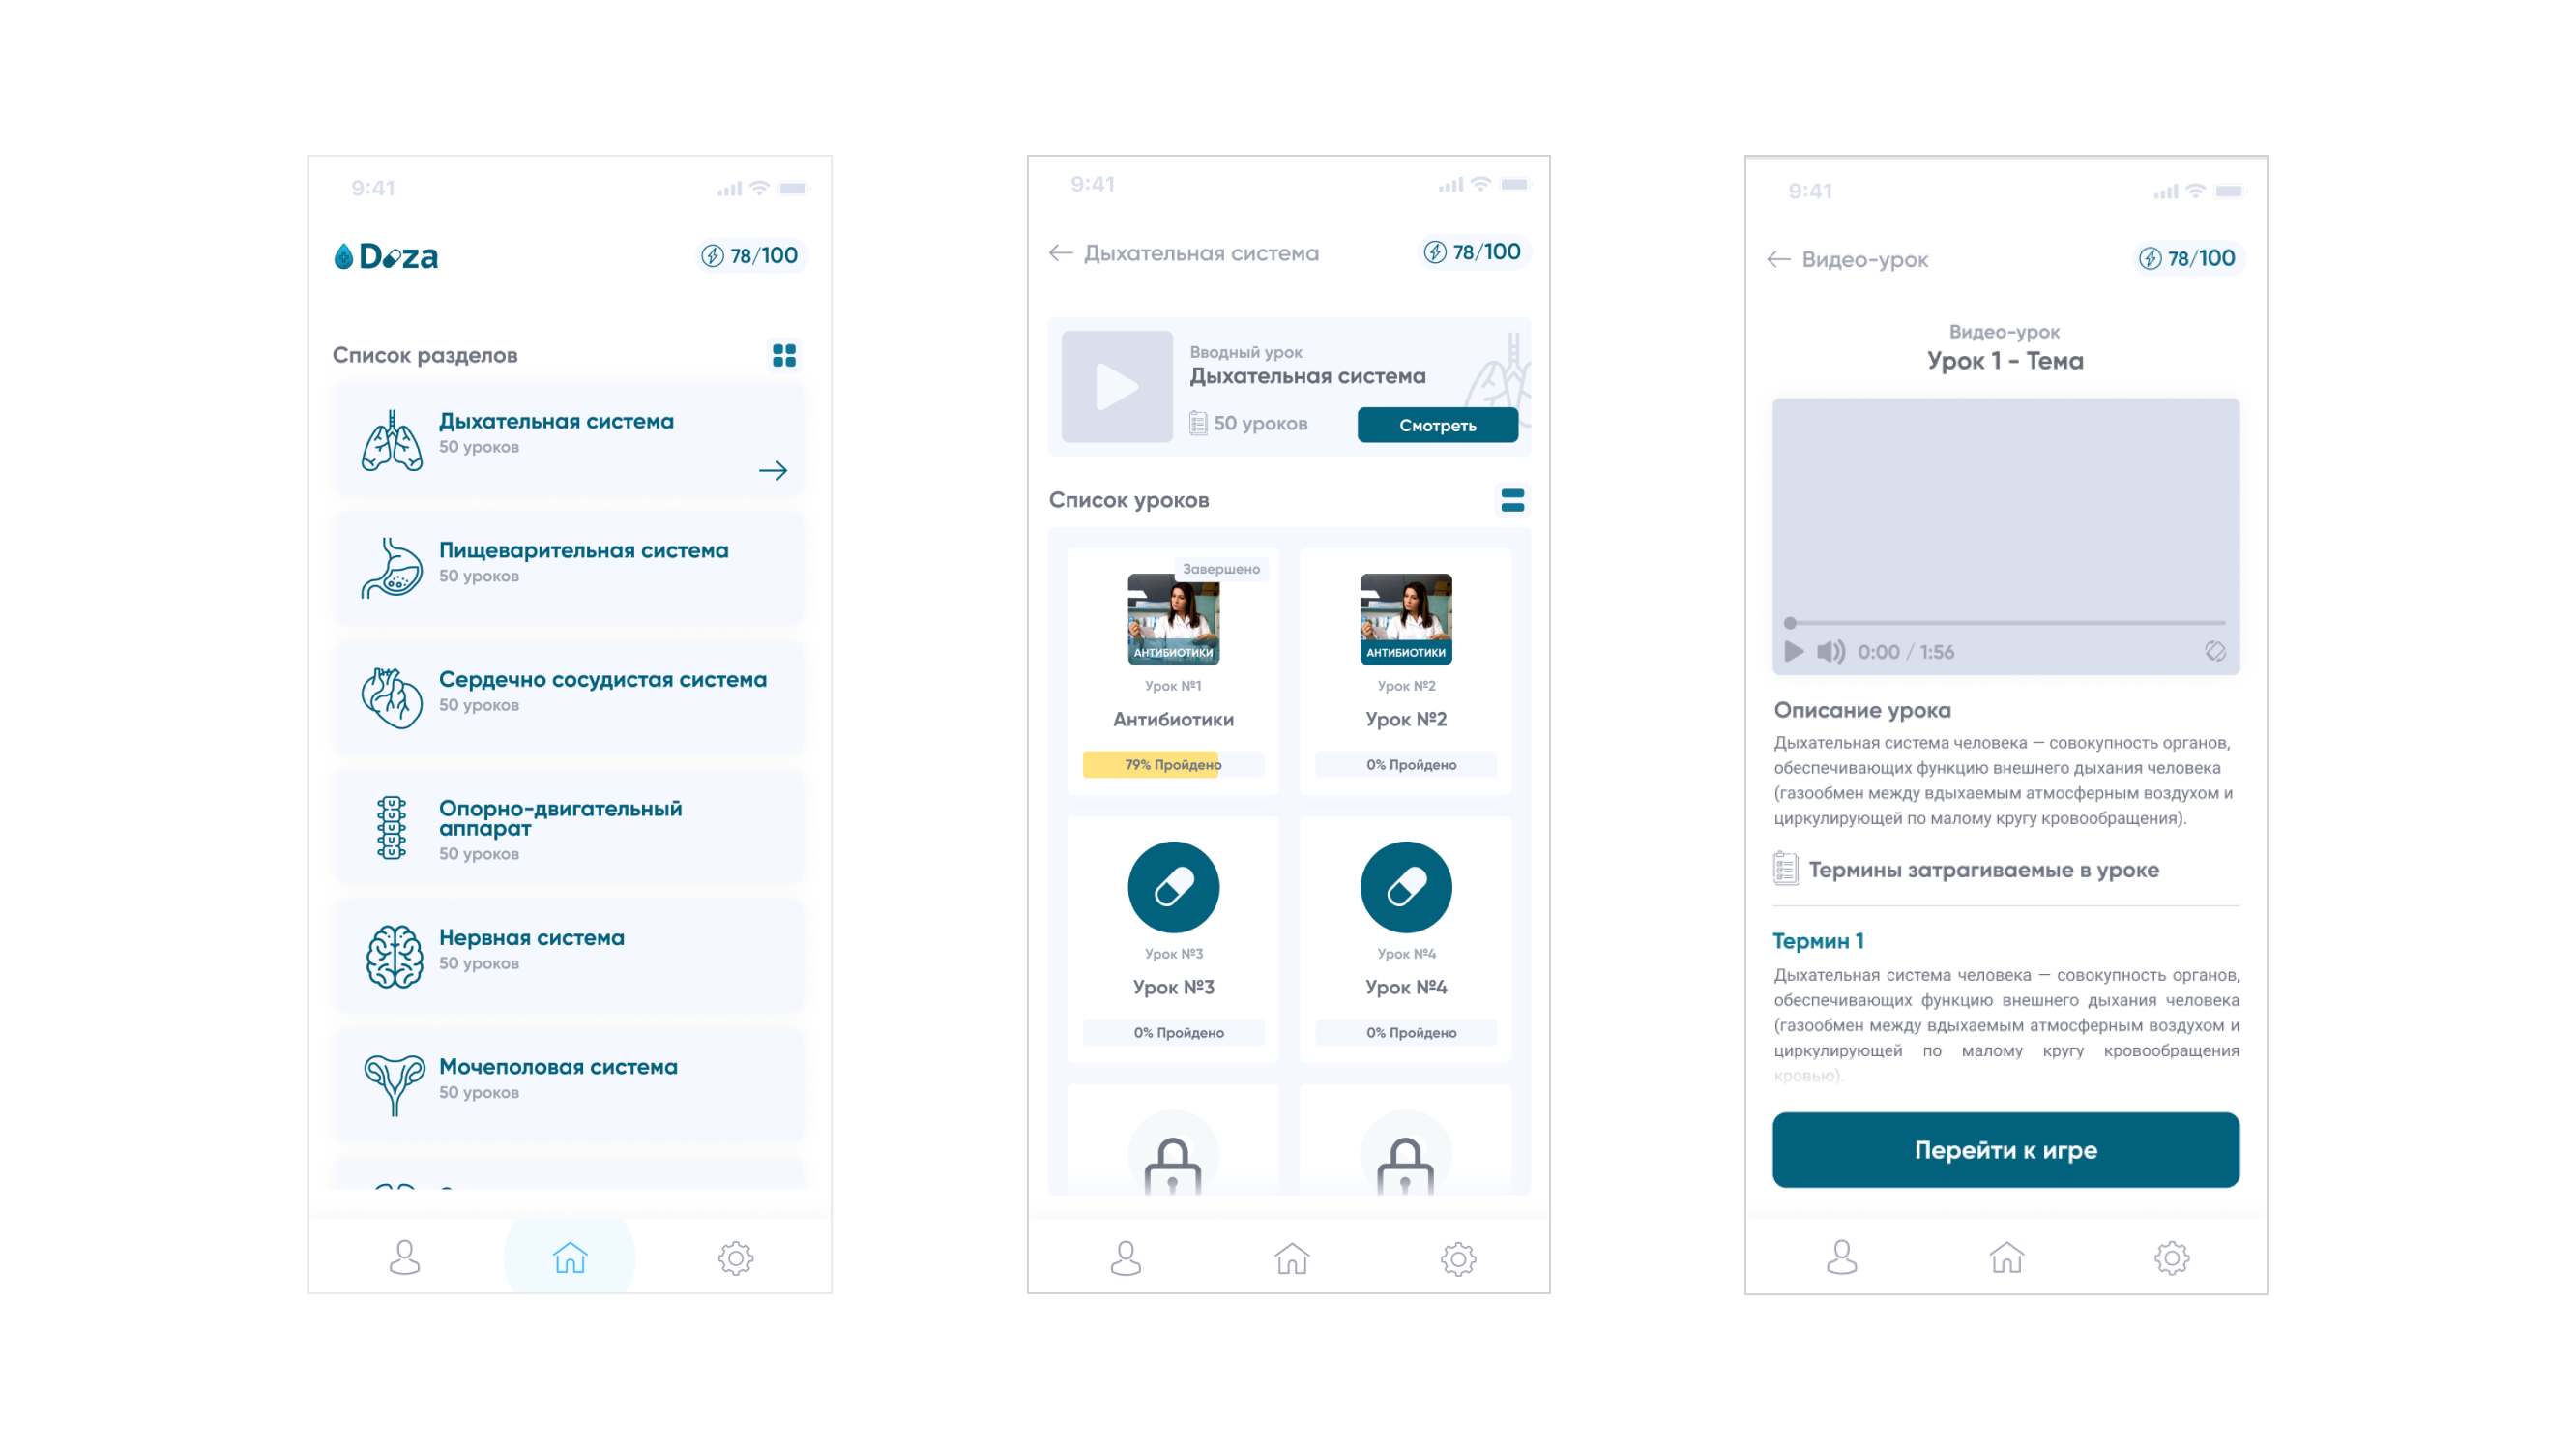 9:41
Doza
78/100
Список разделов
Дыхательная система
50 уроков
Пищеварительная система
50 уроков
Сердечно сосудистая система
50 уроков
Опорно-двигательный
аппарат
50 уроков
Нервная система
50 уроков
Мочеполовая система
50 уроков
9:41
Дыхательная система
78/100
Вводный урок
Дыхательная система
50 уроков
Смотреть
Список уроков
Завершено
АНТИБИОТИКИ
Урок №1
Антибиотики
79% Пройдено
АНТИБИОТИКИ
Урок №2
Урок №2
0% Пройдено
Урок №3
Урок №3
0% Пройдено
Урок №4
Урок №4
0% Пройдено
9:41
Видео-урок
78/100
Видео-урок
Урок 1 - Тема
0:00 / 1:56
Описание урока
Дыхательная система человека — совокупность органов,
обеспечивающих функцию внешнего дыхания человека
(газообмен между вдыхаемым атмосферным воздухом и
циркулирующей по малому кругу кровообращения).
Термины затрагиваемые в уроке
Термин 1
Дыхательная система человека — совокупность органов,
обеспечивающих функцию внешнего дыхания человека
(газообмен между вдыхаемым атмосферным воздухом и
циркулирующей по малому кругу кровообращения
кровью).
Перейти к игре